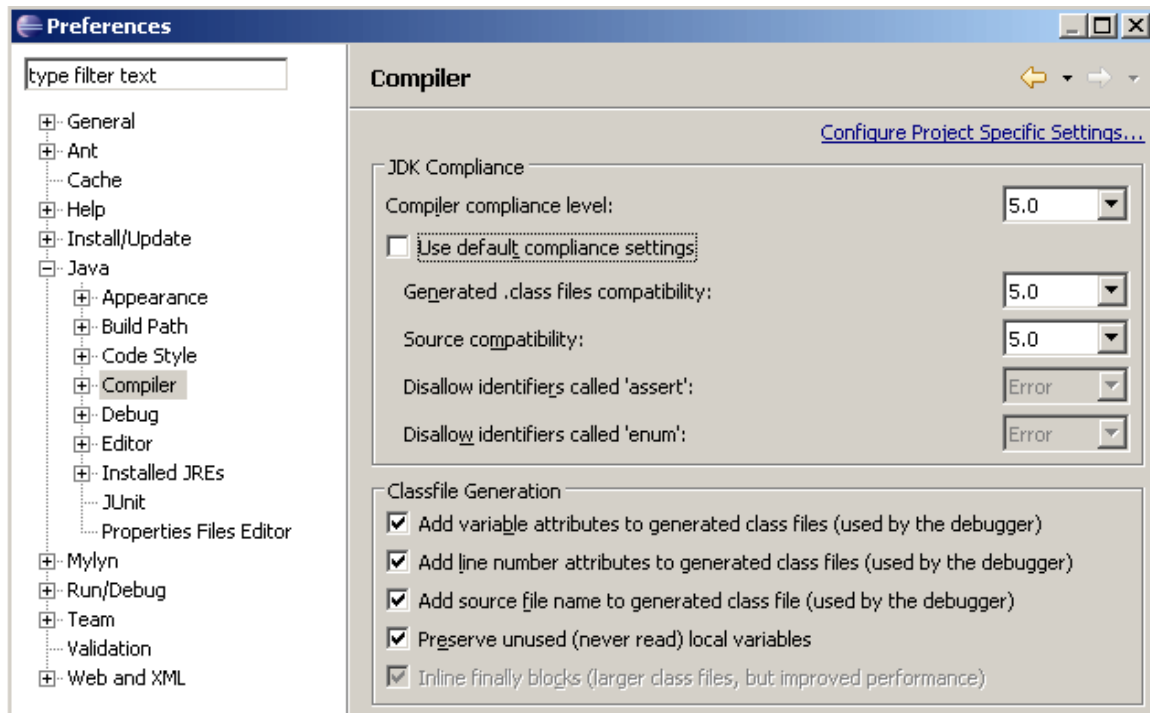 Preferences
type filter text
General
Ant
Cache
Help
Install/Update
Java
Appearance
Build Path
Code Style
Compiler
Debug
Editor
Installed JREs
JUnit
Properties Files Editor
Mylyn
Run/Debug
Team
Validation
Web and XML
Compiler
Configure Project Specific Settings...
JDK Compliance
Compiler compliance level: 5.0
Use default compliance settings
Generated .class files compatibility: 5.0
Source compatibility: 5.0
Disallow identifiers called 'assert': Error
Disallow identifiers called 'enum': Error
Classfile Generation
Add variable attributes to generated class files (used by the debugger)
Add line number attributes to generated class files (used by the debugger)
Add source file name to generated class file (used by the debugger)
Preserve unused (never read) local variables
Inline finally blocks (larger class files, but improved performance)